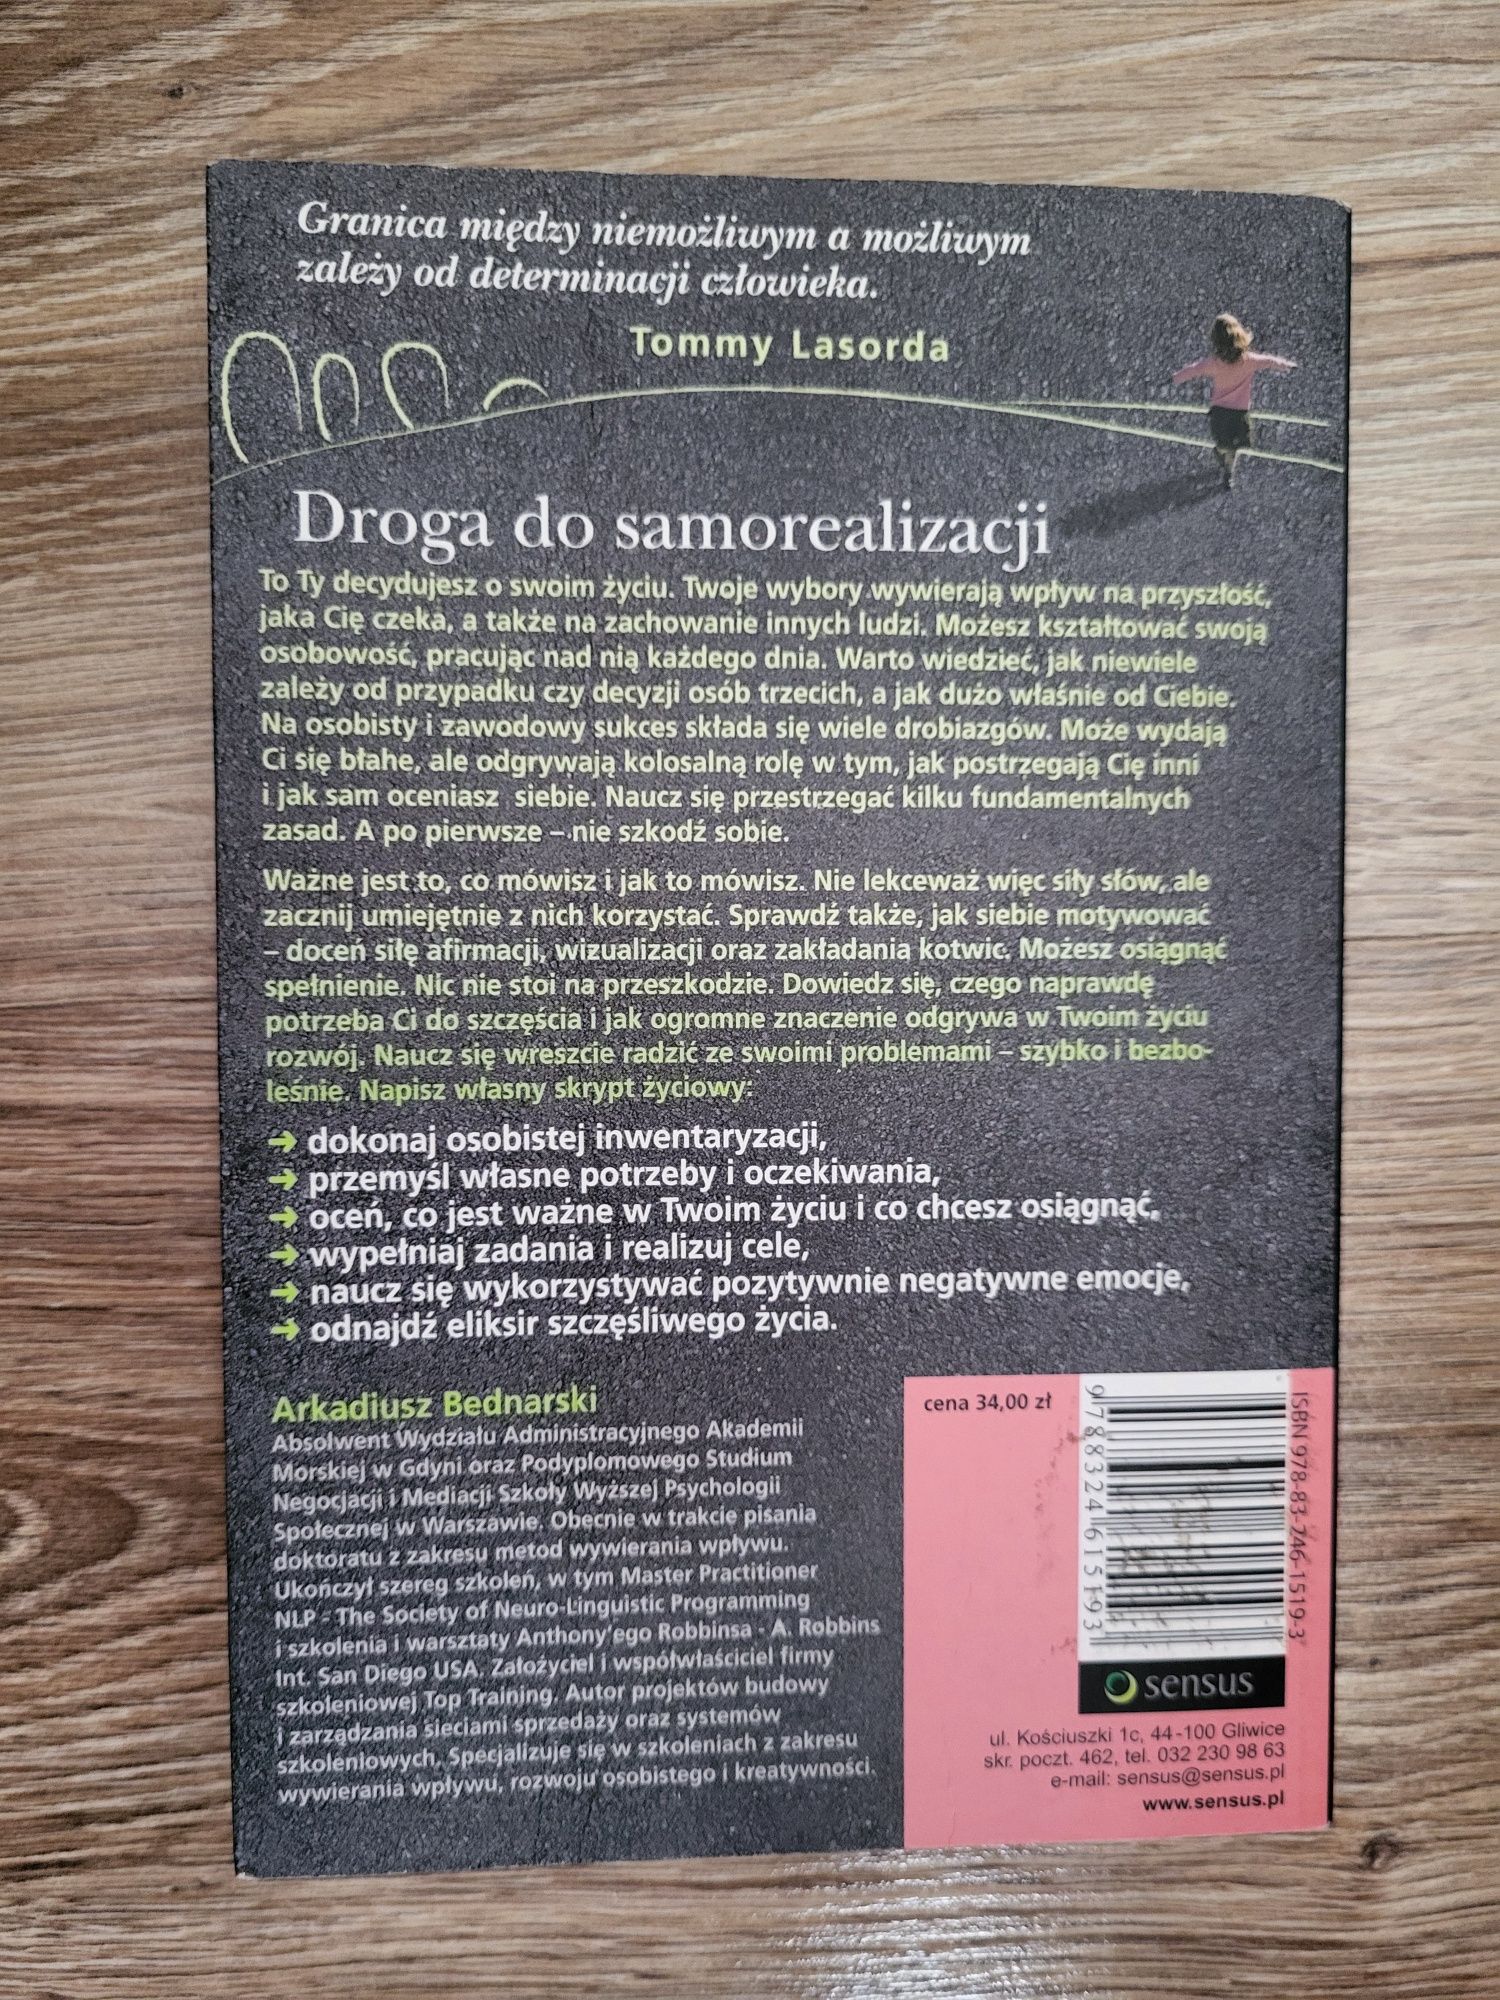 Granica między niemożliwym a możliwym
zależy od determinacji człowieka.
Tommy Lasorda
Droga do samorealizacji
To Ty decydujesz o swoim życiu. Twoje wybory wywierają wpływ na przyszłość,
jaka Cię czeka, a także na zachowanie innych ludzi. Możesz kształtować swoją
osobowość, pracując nad nią każdego dnia. Warto wiedzieć, jak niewiele
zależy od przypadku czy decyzji osób trzecich, a jak dużo właśnie od Ciebie.
Na osobisty i zawodowy sukces składa się wiele drobiazgów. Może wydają
Ci się błahe, ale odgrywają kolosalną rolę w tym, jak postrzegają Cię inni
i jak sam oceniasz siebie. Naucz się przestrzegać kilku fundamentalnych
zasad. A po pierwsze – nie szkodź sobie.
Ważne jest to, co mówisz i jak to mówisz. Nie lekceważ więc siły słów, ale
zacznij umiejętnie z nich korzystać. Sprawdź także, jak siebie motywować
– doceń siłę afirmacji, wizualizacji oraz zakładania kotwic. Możesz osiągnąć
spełnienie. Nic nie stoi na przeszkodzie. Dowiedz się, czego naprawdę
potrzeba Ci do szczęścia i jak ogromne znaczenie odgrywa w Twoim życiu
rozwój. Naucz się wreszcie radzić ze swoimi problemami – szybko i bezbo-
leśnie. Napisz własny skrypt życiowy:
➔ dokonaj osobistej inwentaryzacji,
➔ przemyśl własne potrzeby i oczekiwania,
➔ oceń, co jest ważne w Twoim życiu i co chcesz osiągnąć,
➔ wypełniaj zadania i realizuj cele,
➔ naucz się wykorzystywać pozytywnie negatywne emocje,
➔ odnajdź eliksir szczęśliwego życia.
Arkadiusz Bednarski
Absolwent Wydziału Administracyjnego Akademii
Morskiej w Gdyni oraz Podyplomowego Studium
Negocjacji i Mediacji Szkoły Wyższej Psychologii
Społecznej w Warszawie. Obecnie w trakcie pisania
doktoratu z zakresu metod wywierania wpływu.
Ukończył szereg szkoleń, w tym Master Practitioner
NLP - The Society of Neuro-Linguistic Programming
i szkolenia i warsztaty Anthony'ego Robbinsa - A. Robbins
Int. San Diego USA. Założyciel i współwłaściciel firmy
szkoleniowej Top Training. Autor projektów budowy
i zarządzania sieciami sprzedaży oraz systemów
szkoleniowych. Specjalizuje się w szkoleniach z zakresu
wywierania wpływu, rozwoju osobistego i kreatywności.
cena 34,00 zł
9 788324 615193
ISBN 978-83-246-1519-3
sensus
ul. Kościuszki 1c, 44-100 Gliwice
skr. poczt. 462, tel. 032 230 98 63
e-mail: sensus@sensus.pl
www.sensus.pl